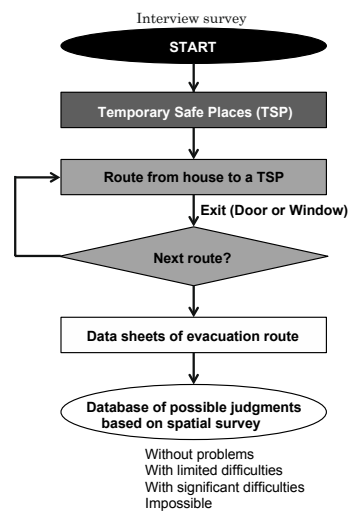 Interview survey
START
Temporary Safe Places (TSP)
Route from house to a TSP
Exit (Door or Window)
Next route?
Data sheets of evacuation route
Database of possible judgments
based on spatial survey
Without problems
With limited difficulties
With significant difficulties
Impossible